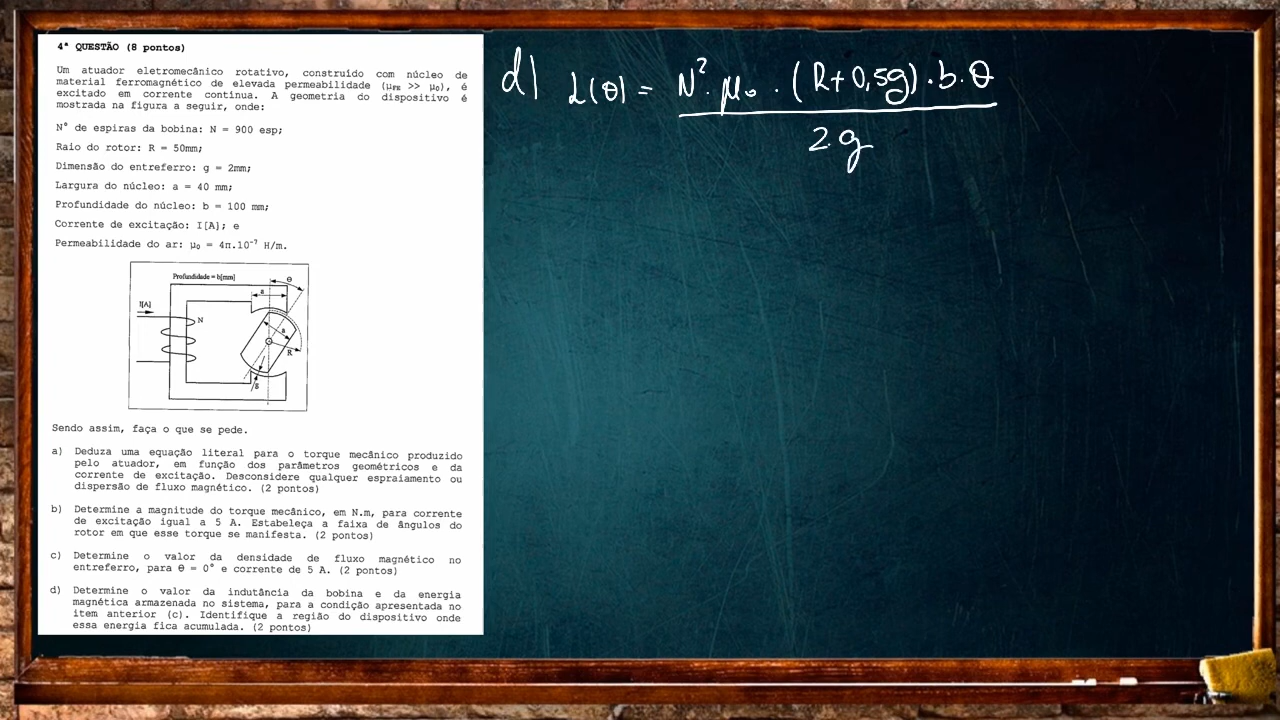 4ª QUESTÃO (8 pontos)
Um atuador eletromecânico rotativo, construído com núcleo de
material ferromagnético de elevada permeabilidade (μFE >> μ0), é
excitado em corrente contínua. A geometria do dispositivo é
mostrada na figura a seguir, onde:
N° de espiras da bobina: N = 900 esp;
Raio do rotor: R = 50mm;
Dimensão do entreferro: g = 2mm;
Largura do núcleo: a = 40 mm;
Profundidade do núcleo: b = 100 mm;
Corrente de excitação: I[A]; e
Permeabilidade do ar: μ0 = 4π.10⁻⁷ H/m.
Profundidade = b[mm]
θ
a
I[A]
N
a
R
g
Sendo assim, faça o que se pede.
a) Deduza uma equação literal para o torque mecânico produzido
pelo atuador, em função dos parâmetros geométricos e da
corrente de excitação. Desconsidere qualquer espraiamento ou
dispersão de fluxo magnético. (2 pontos)
b) Determine a magnitude do torque mecânico, em N.m, para corrente
de excitação igual a 5 A. Estabeleça a faixa de ângulos do
rotor em que esse torque se manifesta. (2 pontos)
c) Determine o valor da densidade de fluxo magnético no
entreferro, para θ = 0° e corrente de 5 A. (2 pontos)
d) Determine o valor da indutância da bobina e da energia
magnética armazenada no sistema, para a condição apresentada no
item anterior (c). Identifique a região do dispositivo onde
essa energia fica acumulada. (2 pontos)
d) L(θ) = N². μ0 . (R+0,5g).b.θ
2.g